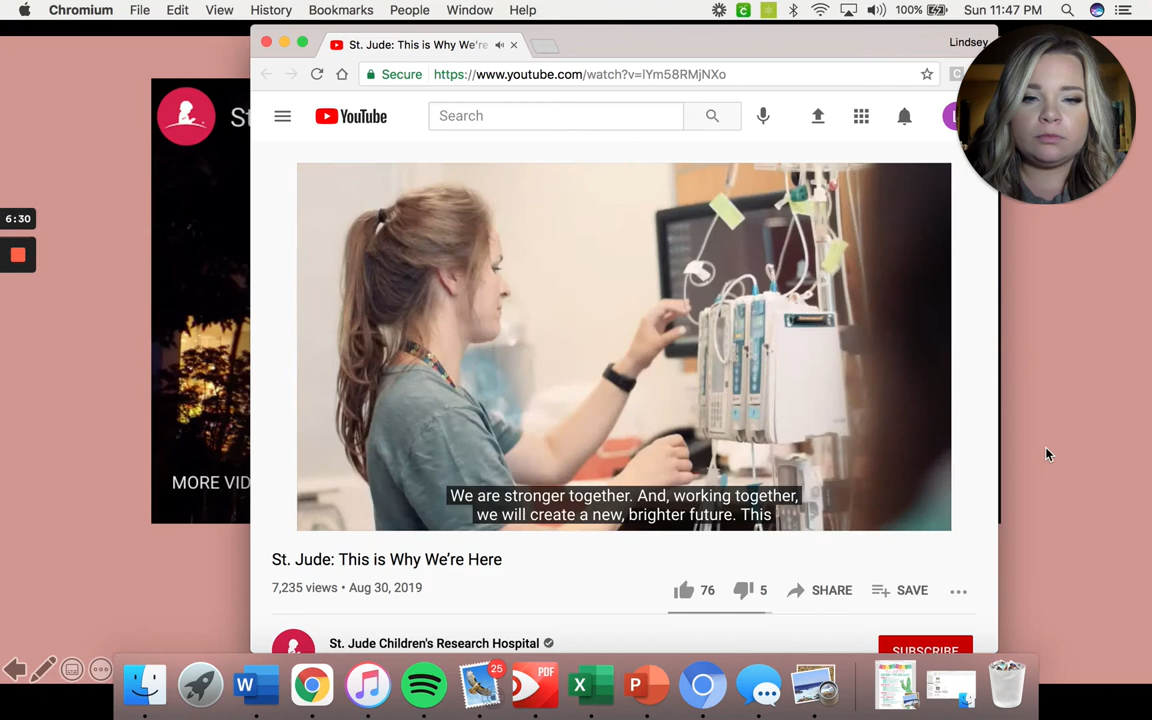 Chromium File Edit View History Bookmarks People Window Help 100% Sun 11:47 PM
St. Jude: This is Why We're
Lindsey
Secure https://www.youtube.com/watch?v=lYm58RMjNXo
YouTube Search
St
6:30
MORE VID
We are stronger together. And, working together,
we will create a new, brighter future. This
St. Jude: This is Why We're Here
7,235 views • Aug 30, 2019
76 5 SHARE SAVE
St. Jude Children's Research Hospital
SUBSCRIBE
25
W PDF X P